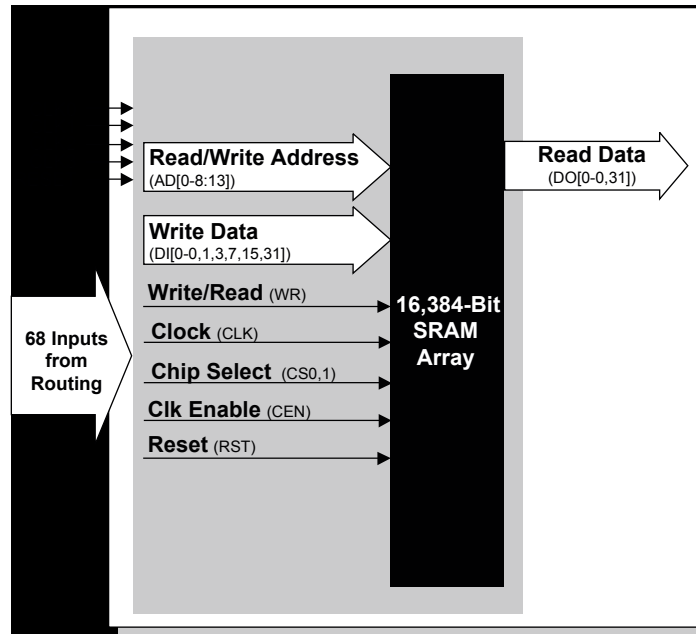 Read/Write Address
(AD[0-8:13])
Read Data
(DO[0-0,31])
Write Data
(DI[0-0,1,3,7,15,31])
68 Inputs
from
Routing
Write/Read (WR)
Clock (CLK)
Chip Select (CS0,1)
Clk Enable (CEN)
Reset (RST)
16,384-Bit
SRAM
Array